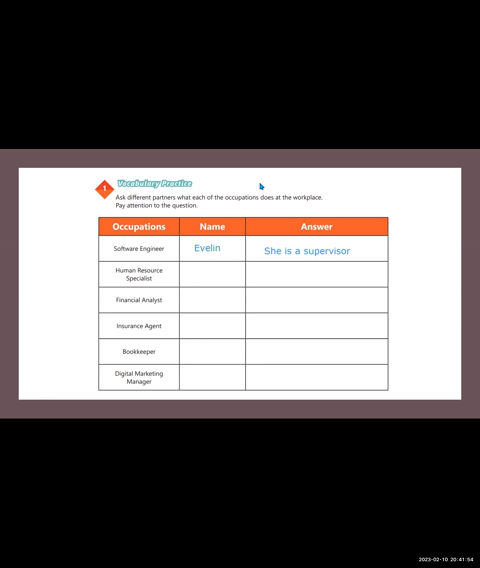 1
Vocabulary Practice
Ask different partners what each of the occupations does at the workplace.
Pay attention to the question.
Occupations Name Answer
Software Engineer Evelin She is a supervisor
Human Resource
Specialist
Financial Analyst
Insurance Agent
Bookkeeper
Digital Marketing
Manager
2023-02-10 20:41:54